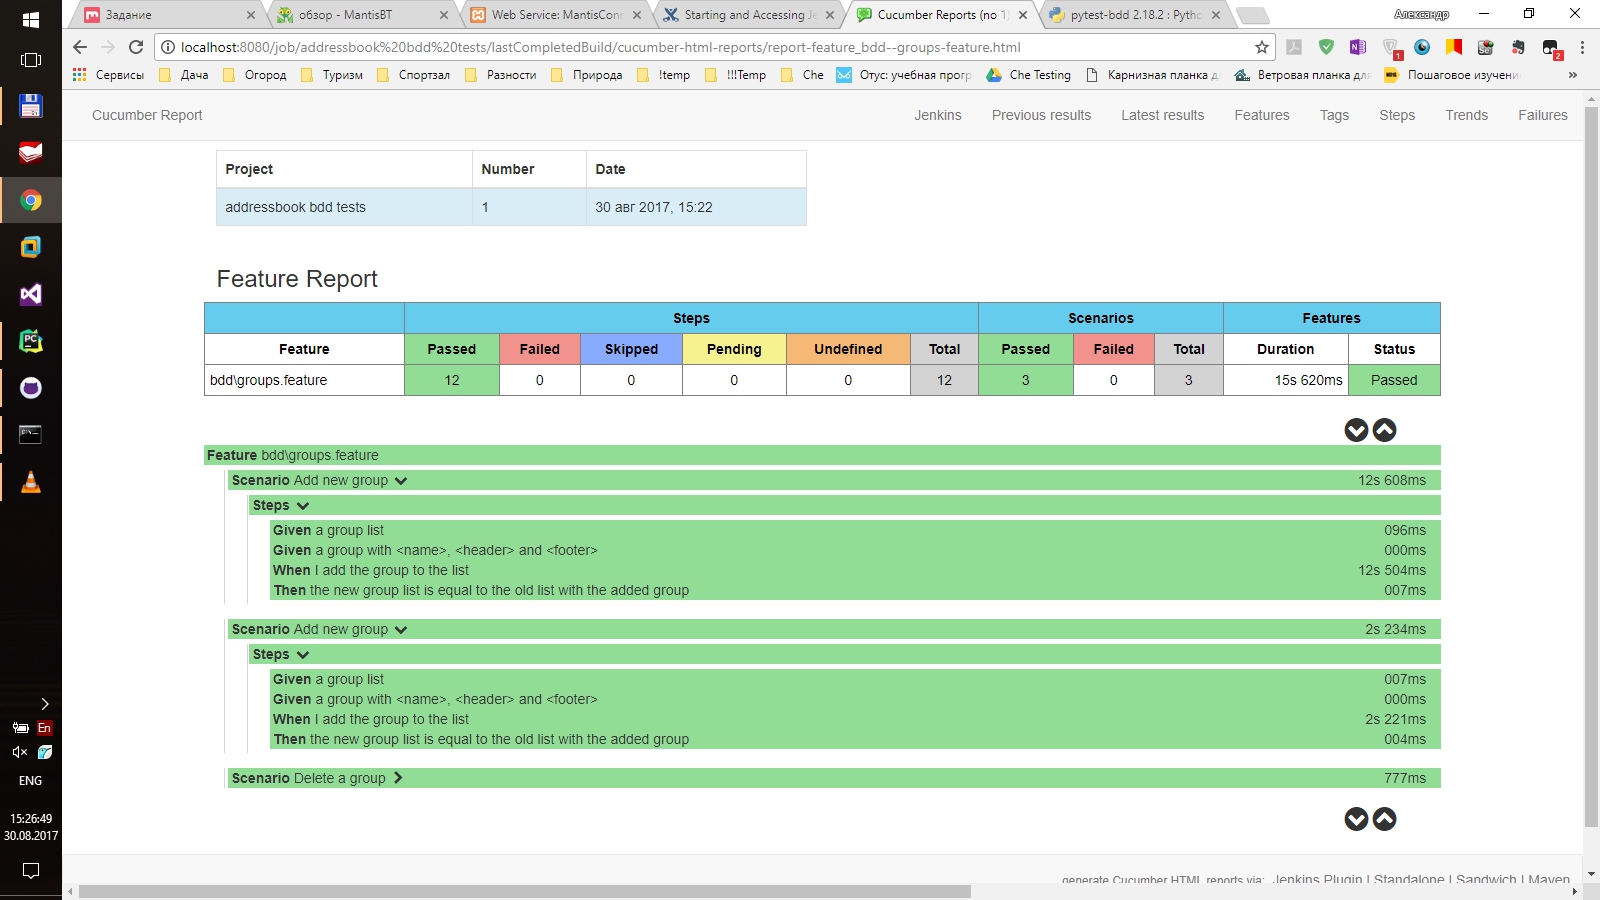 Задание
обзор - MantisBT
Web Service: MantisConn
Starting and Accessing Je
Cucumber Reports (no 1)
pytest-bdd 2.18.2 : Pytho
Александр
localhost:8080/job/addressbook%20bdd%20tests/lastCompletedBuild/cucumber-html-reports/report-feature_bdd--groups-feature.html
Сервисы Дача Огород Туризм Спортзал Разности Природа !temp !!!Temp Che Отус: учебная прогр Che Testing Карнизная планка д Ветровая планка для Пошаговое изучени »
Cucumber Report Jenkins Previous results Latest results Features Tags Steps Trends Failures
Project Number Date
addressbook bdd tests 1 30 авг 2017, 15:22
Feature Report
Steps Scenarios Features
Feature Passed Failed Skipped Pending Undefined Total Passed Failed Total Duration Status
bdd\groups.feature 12 0 0 0 0 12 3 0 3 15s 620ms Passed
Feature bdd\groups.feature
Scenario Add new group 12s 608ms
Steps
Given a group list 096ms
Given a group with <name>, <header> and <footer> 000ms
When I add the group to the list 12s 504ms
Then the new group list is equal to the old list with the added group 007ms
Scenario Add new group 2s 234ms
Steps
Given a group list 007ms
Given a group with <name>, <header> and <footer> 000ms
When I add the group to the list 2s 221ms
Then the new group list is equal to the old list with the added group 004ms
Scenario Delete a group 777ms
generate Cucumber HTML reports via: Jenkins Plugin | Standalone | Sandwich | Maven
En
ENG
15:26:49
30.08.2017